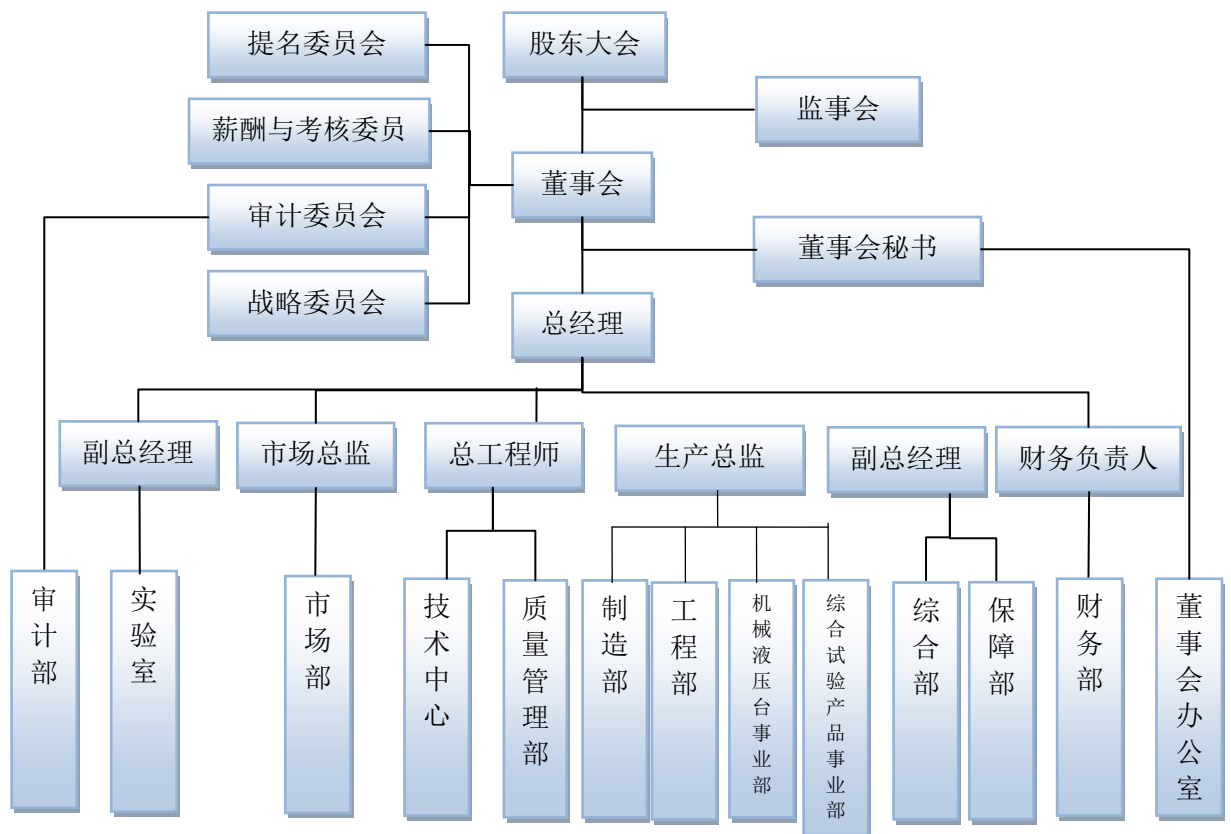 提名委员会
股东大会
监事会
薪酬与考核委员
董事会
审计委员会
董事会秘书
战略委员会
总经理
副总经理
市场总监
总工程师
生产总监
副总经理
财务负责人
审计部
实验室
市场部
技术中心
质量管理部
制造部
工程部
机械液压台事业部
综合试验产品事业部
综合部
保障部
财务部
董事会办公室